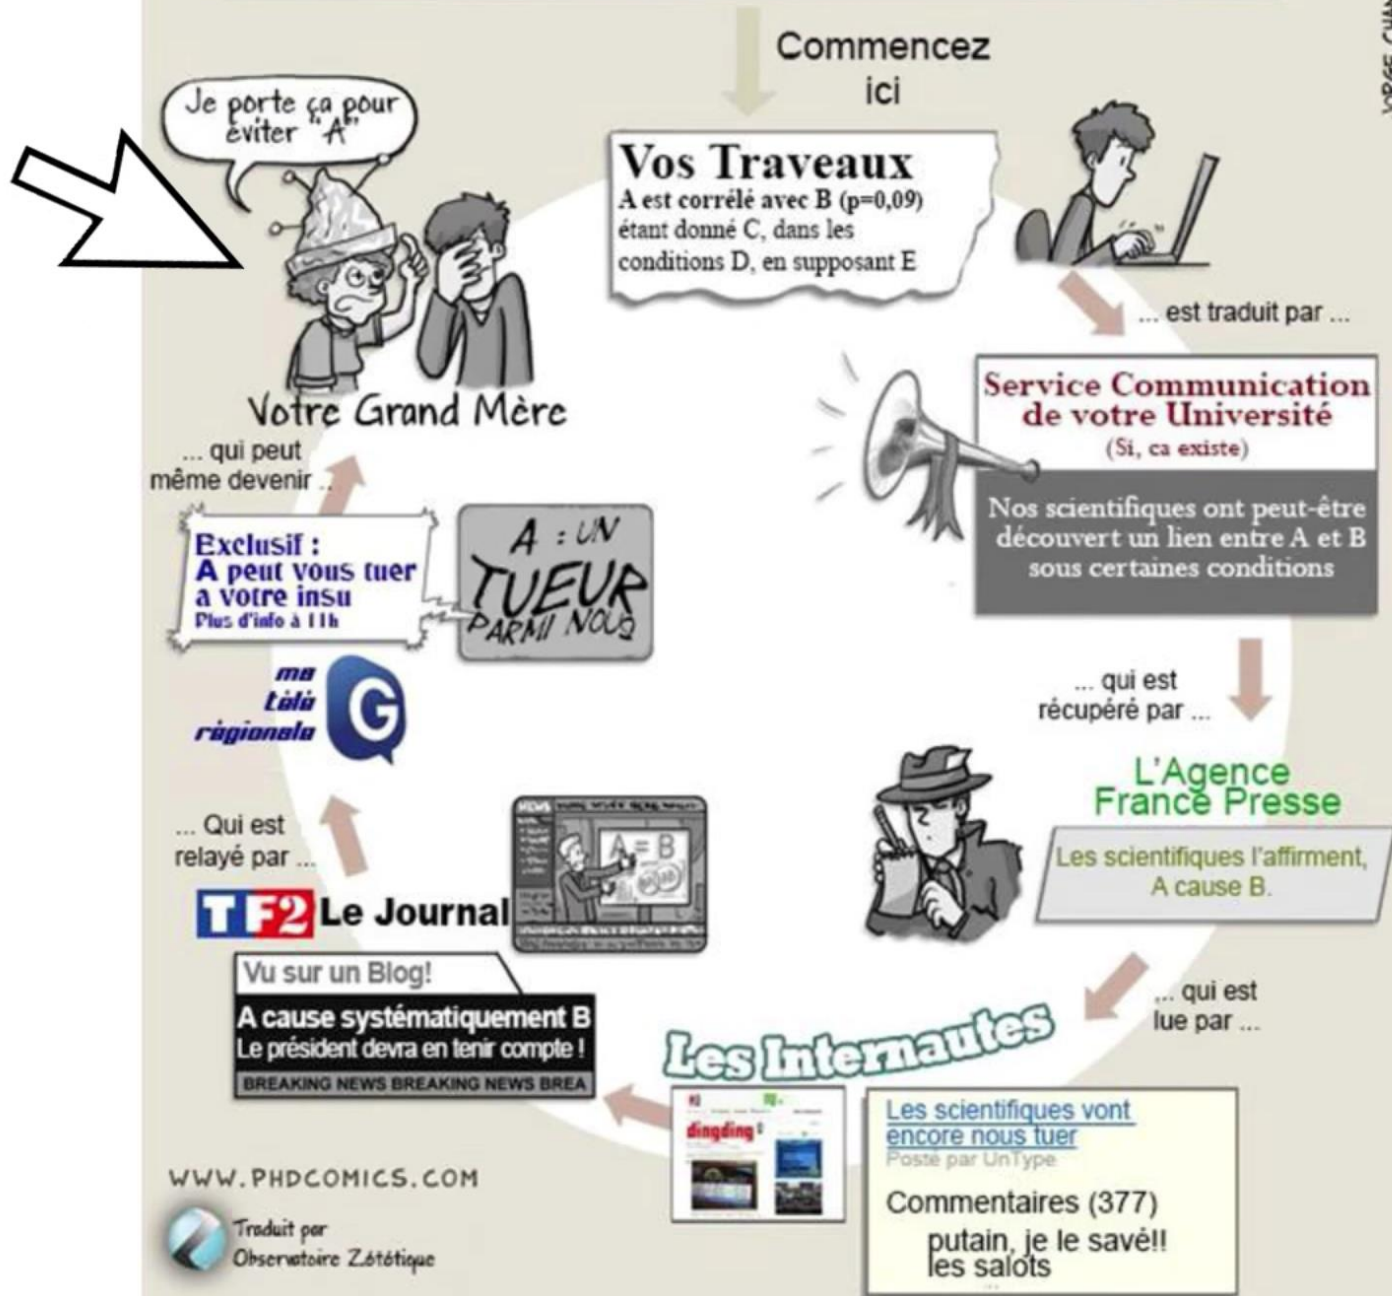 Commencez
ici
Vos Traveaux
A est corrélé avec B (p=0,09)
étant donné C, dans les
conditions D, en supposant E
... est traduit par ...
Service Communication
de votre Université
(Si, ca existe)
Nos scientifiques ont peut-être
découvert un lien entre A et B
sous certaines conditions
... qui est
récupéré par ...
L'Agence
France Presse
Les scientifiques l'affirment,
A cause B.
... qui est
lue par ...
Les Internautes
dingding
Les scientifiques vont
encore nous tuer
Posté par UnType
Commentaires (377)
putain, je le savé!!
les salots
...
TF2 Le Journal
NEWS
A = B
Vu sur un Blog!
A cause systématiquement B
Le président devra en tenir compte !
BREAKING NEWS BREAKING NEWS BREA
... Qui est
relayé par ...
ma
télé
régionale
G
Exclusif :
A peut vous tuer
a votre insu
Plus d'info à 11h
A : UN
TUEUR
PARMI NOUS
... qui peut
même devenir ..
Votre Grand Mère
Je porte ça pour
éviter "A"
WWW.PHDCOMICS.COM
Traduit par
Observatoire Zététique